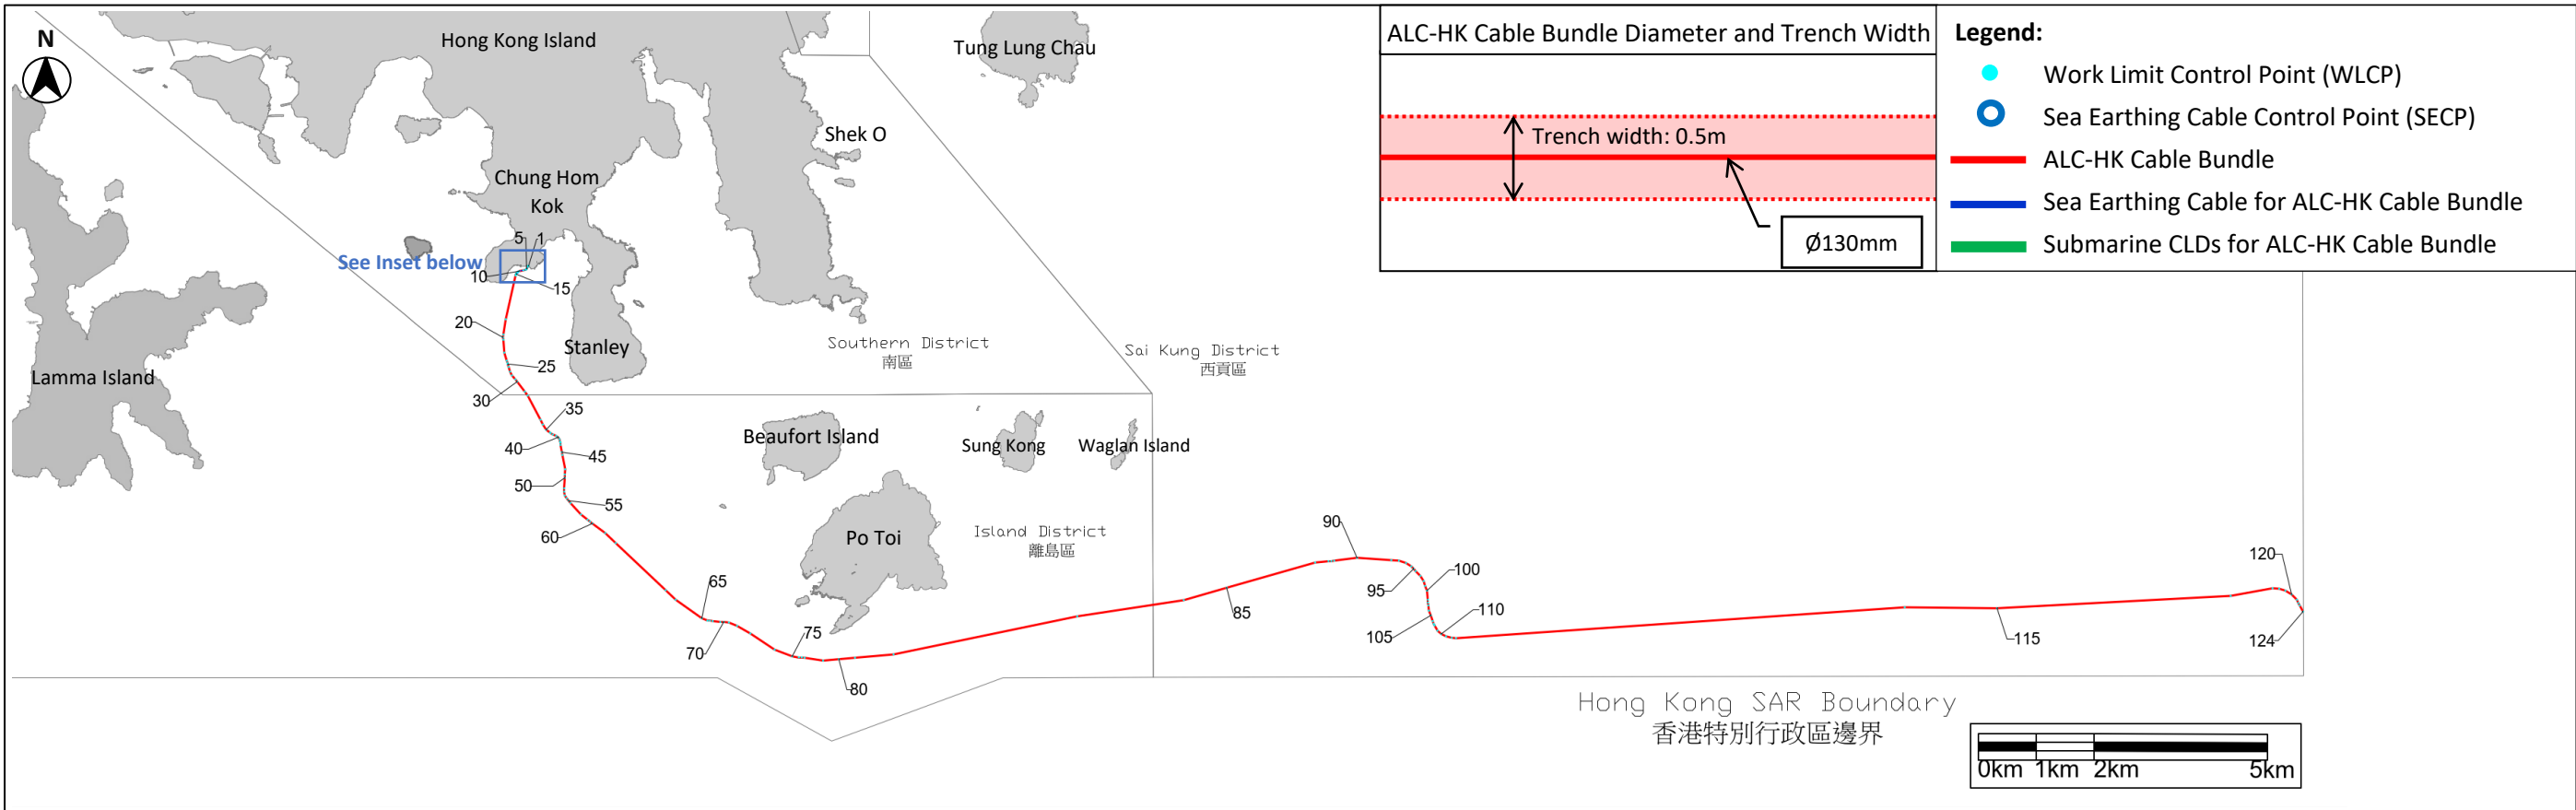 N
Hong Kong Island
Tung Lung Chau
Shek O
Chung Hom
Kok
5
1
See Inset below
10
15
20
Stanley
25
Lamma Island
30
35
40
45
50
55
60
65
70
75
80
85
90
95
100
105
110
115
120
124
Southern District
南區
Sai Kung District
西貢區
Beaufort Island
Sung Kong
Waglan Island
Po Toi
Island District
離島區
Hong Kong SAR Boundary
香港特別行政區邊界
0km 1km 2km 5km
ALC-HK Cable Bundle Diameter and Trench Width
Trench width: 0.5m
Ø130mm
Legend:
Work Limit Control Point (WLCP)
Sea Earthing Cable Control Point (SECP)
ALC-HK Cable Bundle
Sea Earthing Cable for ALC-HK Cable Bundle
Submarine CLDs for ALC-HK Cable Bundle